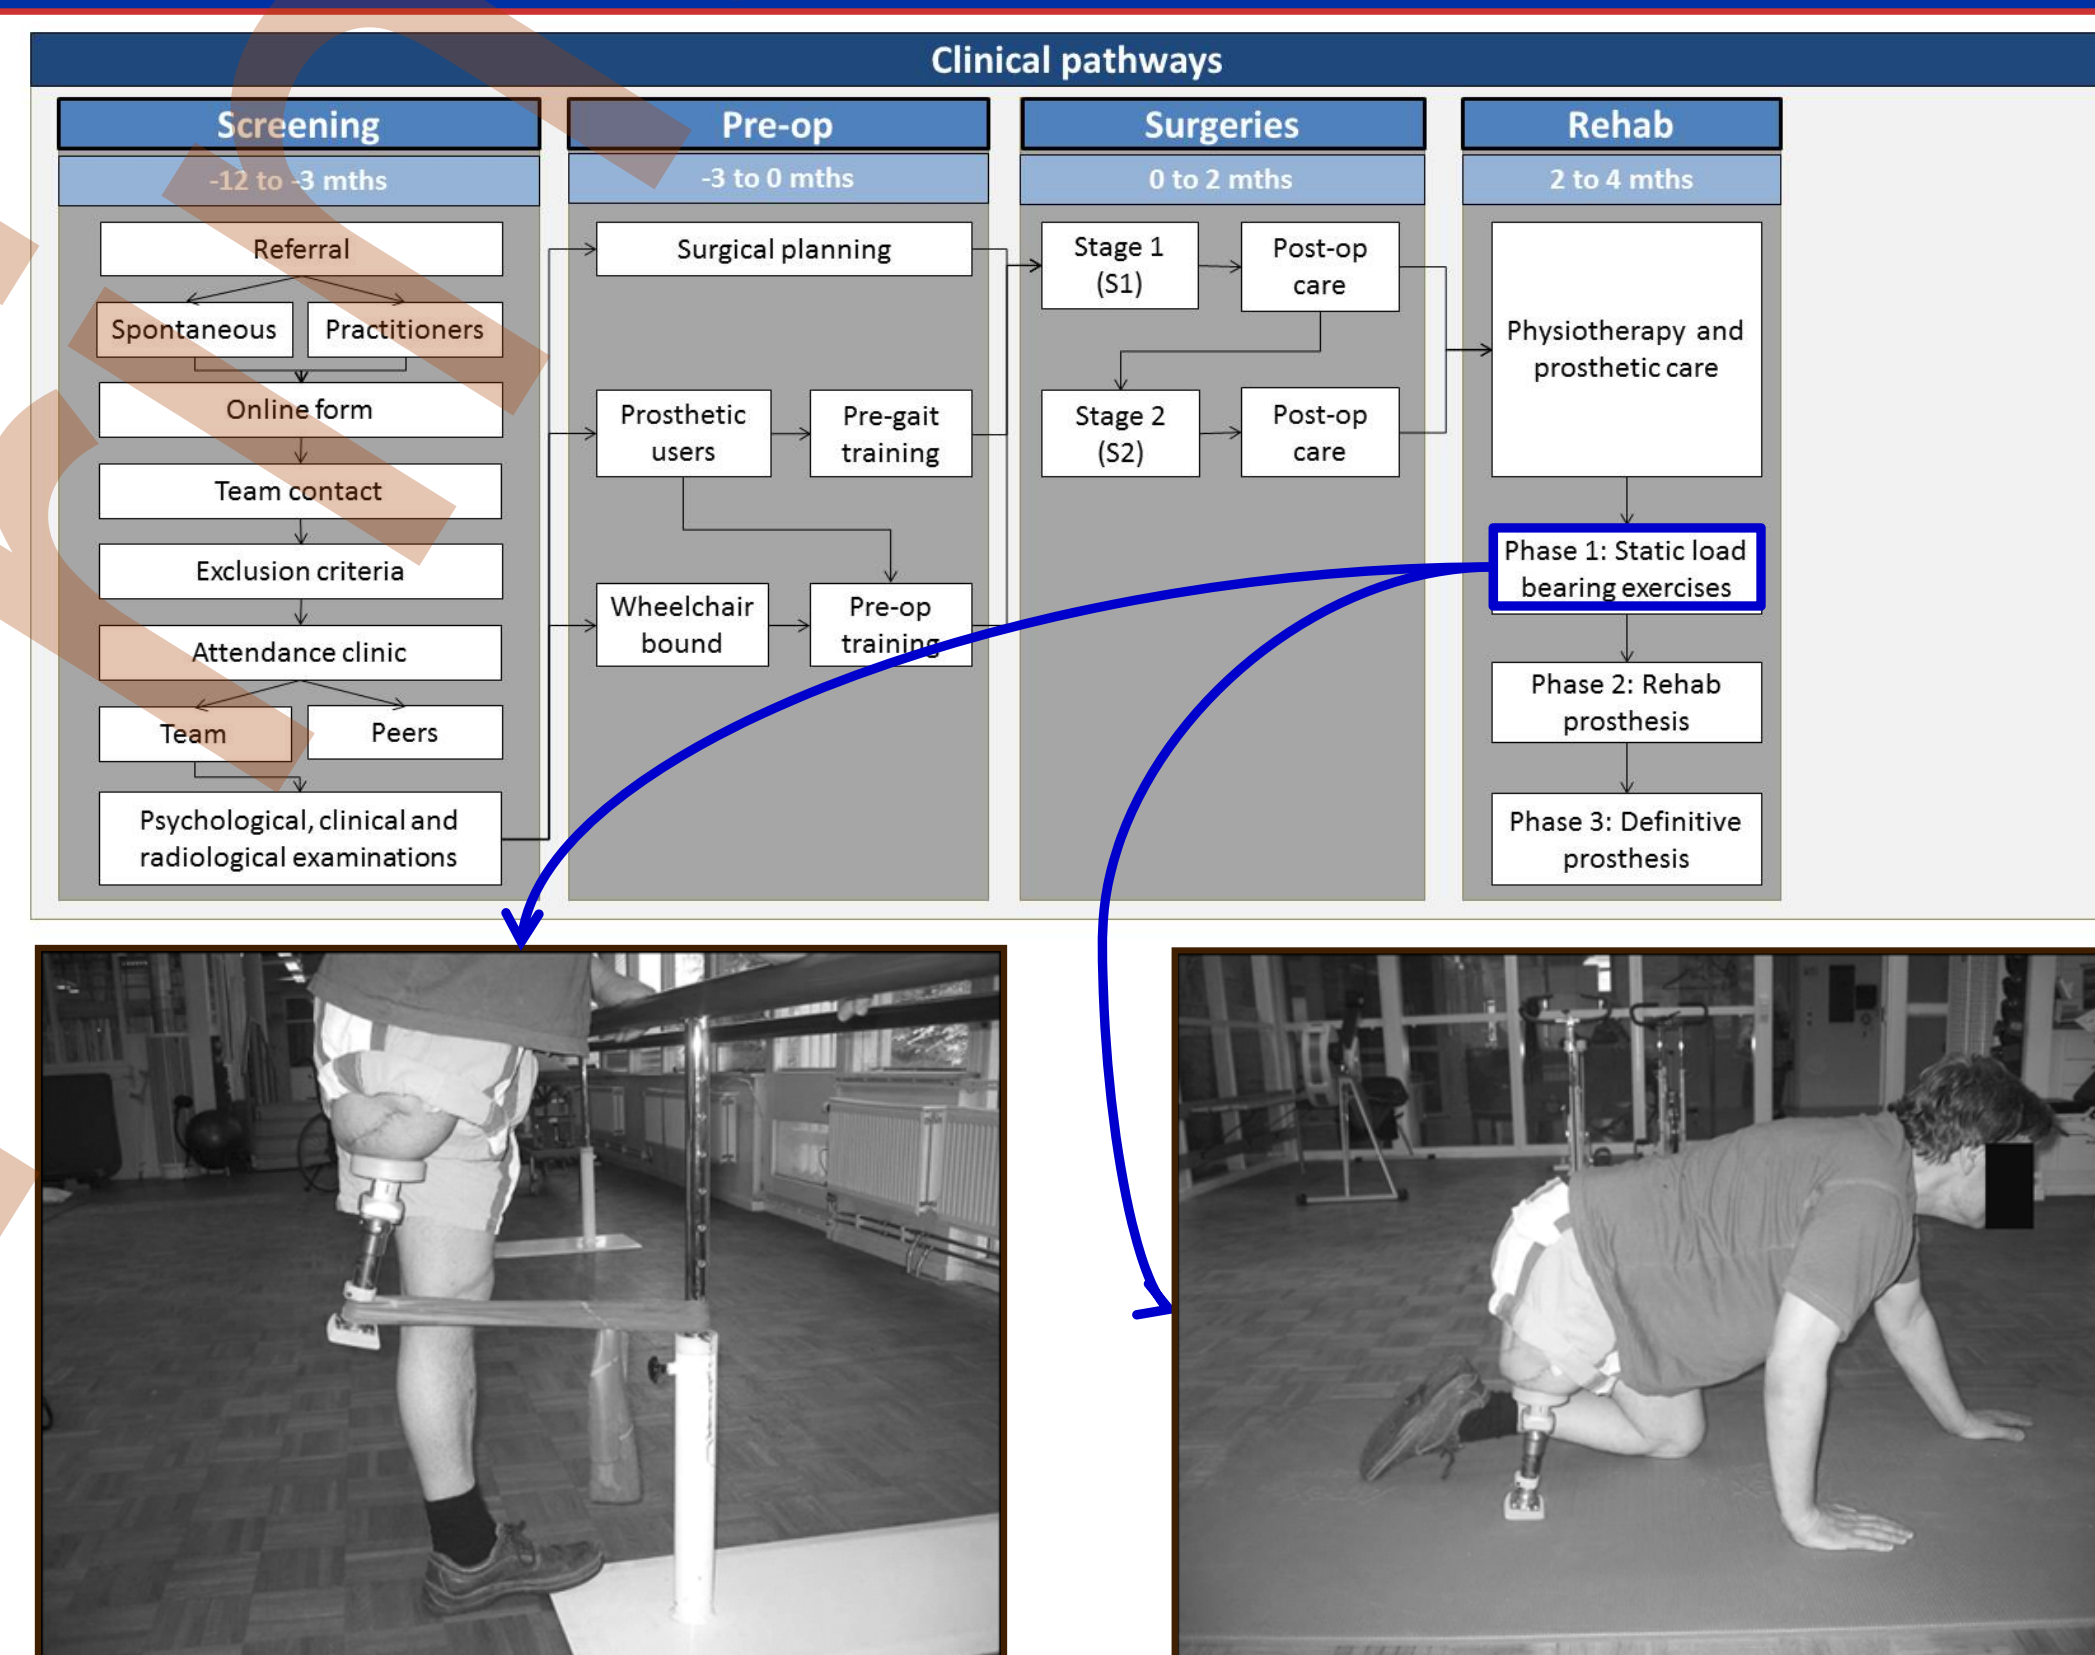 Clinical pathways
Screening
-12 to -3 mths
Referral
Spontaneous
Practitioners
Online form
Team contact
Exclusion criteria
Attendance clinic
Team
Peers
Psychological, clinical and
radiological examinations
Pre-op
-3 to 0 mths
Surgical planning
Prosthetic
users
Pre-gait
training
Wheelchair
bound
Pre-op
training
Surgeries
0 to 2 mths
Stage 1
(S1)
Post-op
care
Stage 2
(S2)
Post-op
care
Rehab
2 to 4 mths
Physiotherapy and
prosthetic care
Phase 1: Static load
bearing exercises
Phase 2: Rehab
prosthesis
Phase 3: Definitive
prosthesis